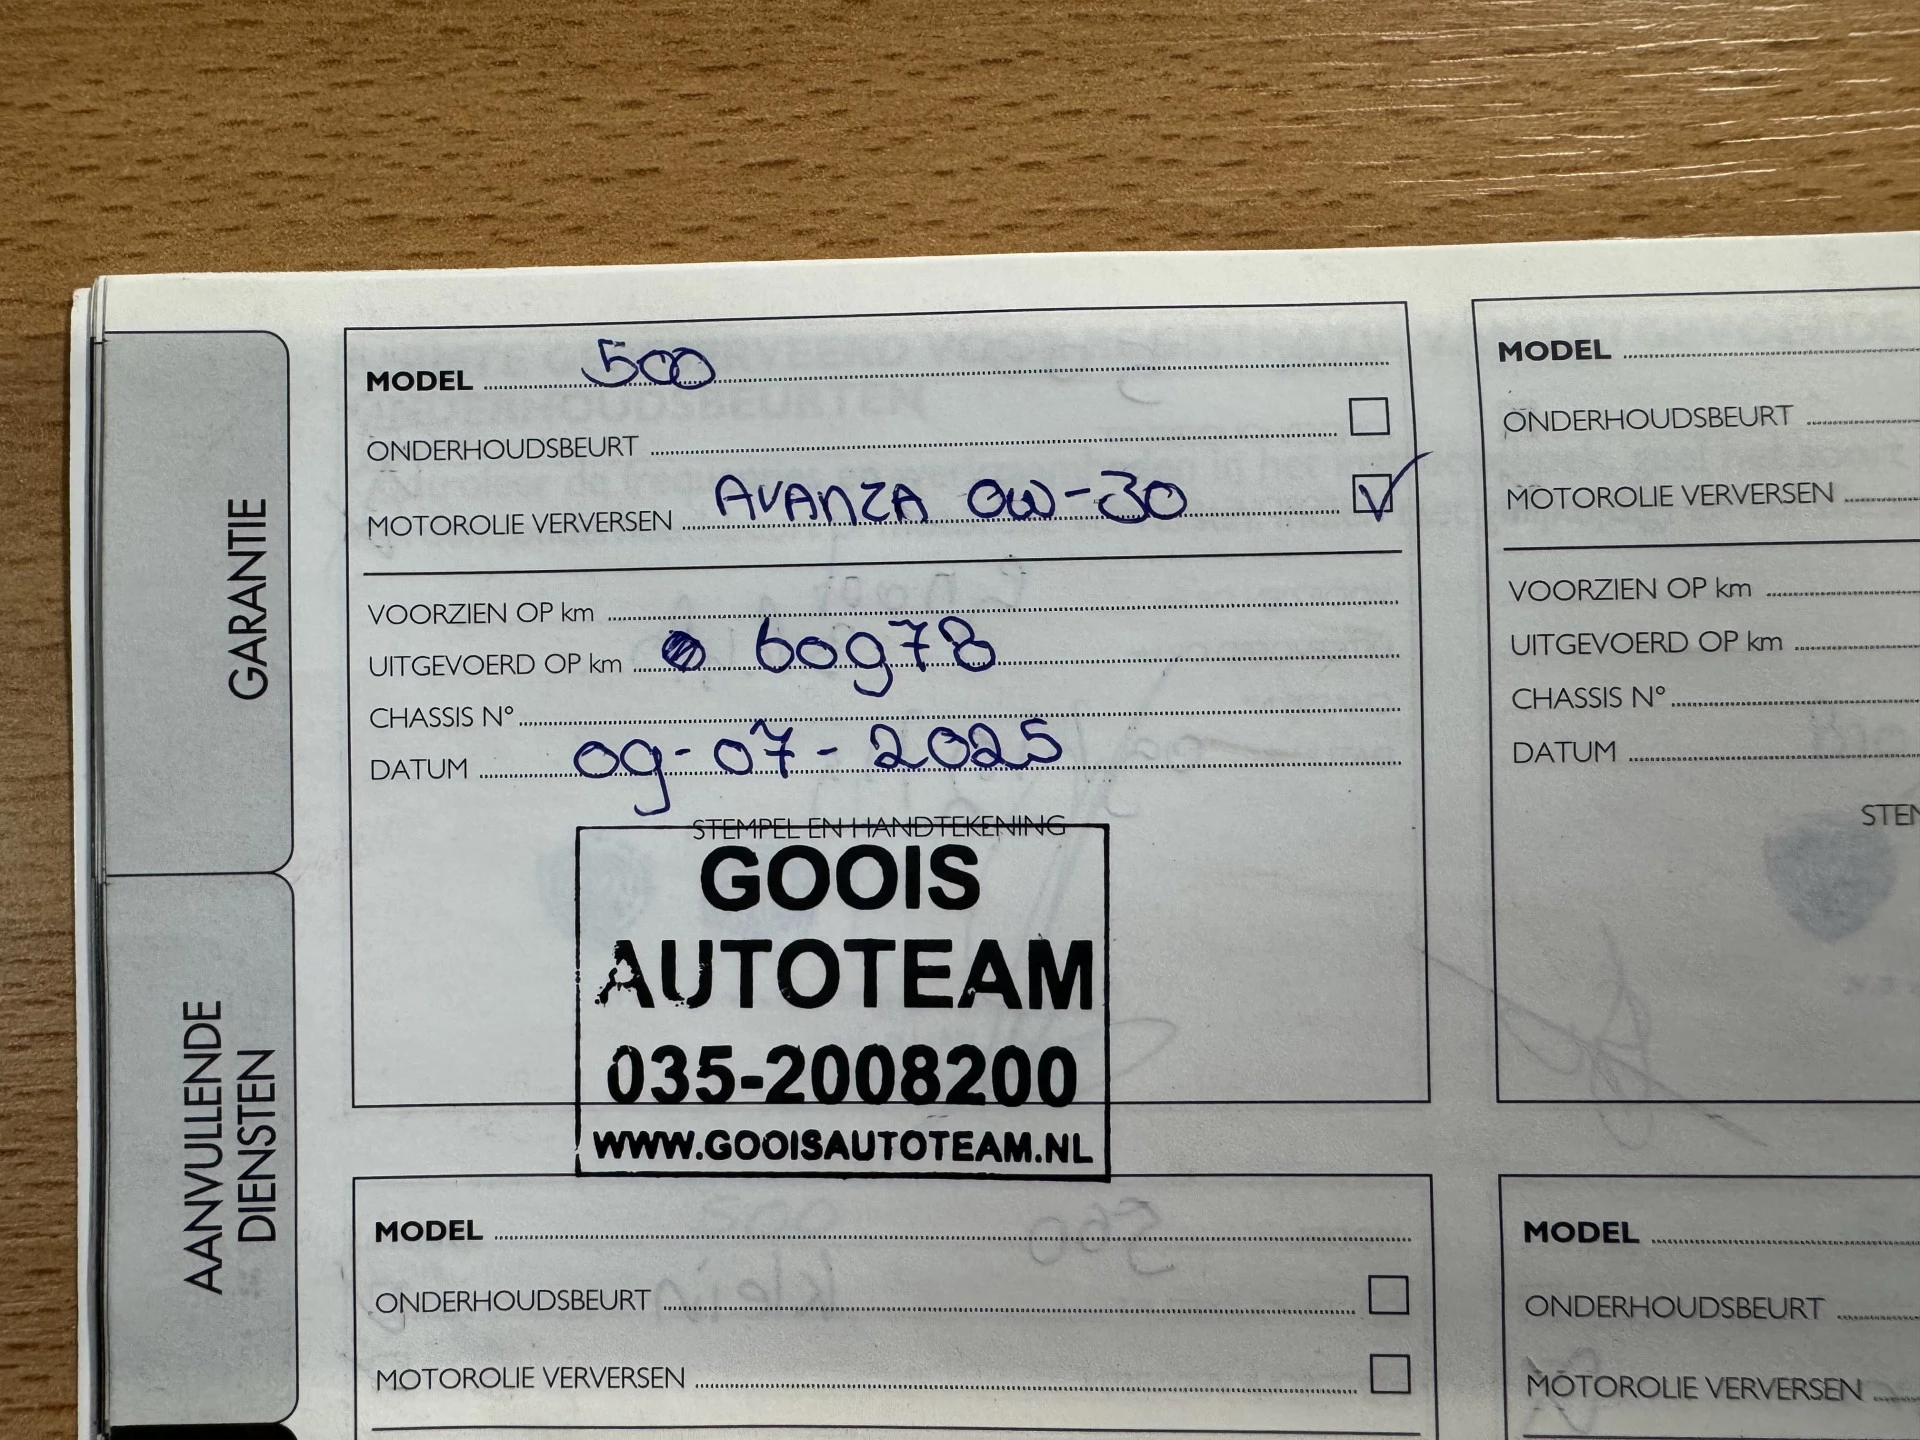 GARANTIE
AANVULLENDE
DIENSTEN
MODEL 500
ONDERHOUDSBEURT
MOTOROLIE VERVERSEN AVANZA 0W-30
VOORZIEN OP km
UITGEVOERD OP km 60978
CHASSIS N°
DATUM 09-07-2025
STEMPEL EN HANDTEKENING
GOOIS
AUTOTEAM
035-2008200
WWW.GOOISAUTOTEAM.NL
MODEL
ONDERHOUDSBEURT
MOTOROLIE VERVERSEN
VOORZIEN OP km
UITGEVOERD OP km
CHASSIS N°
DATUM
STEM
MODEL
ONDERHOUDSBEURT
MOTOROLIE VERVERSEN
MODEL
ONDERHOUDSBEURT
MOTOROLIE VERVERSEN